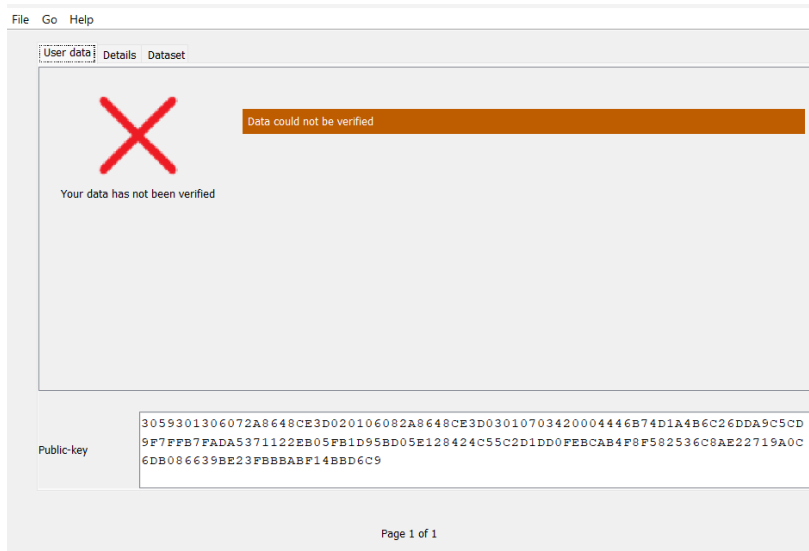 File Go Help
User data Details Dataset
Data could not be verified
Your data has not been verified
3059301306072A8648CE3D020106082A8648CE3D03010703420004446B74D1A4B6C26DDA9C5CD
9F7FFB7FADA5371122EB05FB1D95BD05E128424C55C2D1DD0FEBCAB4F8F582536C8AE22719A0C
6DB086639BE23FBBBABF14BBD6C9
Public-key
Page 1 of 1